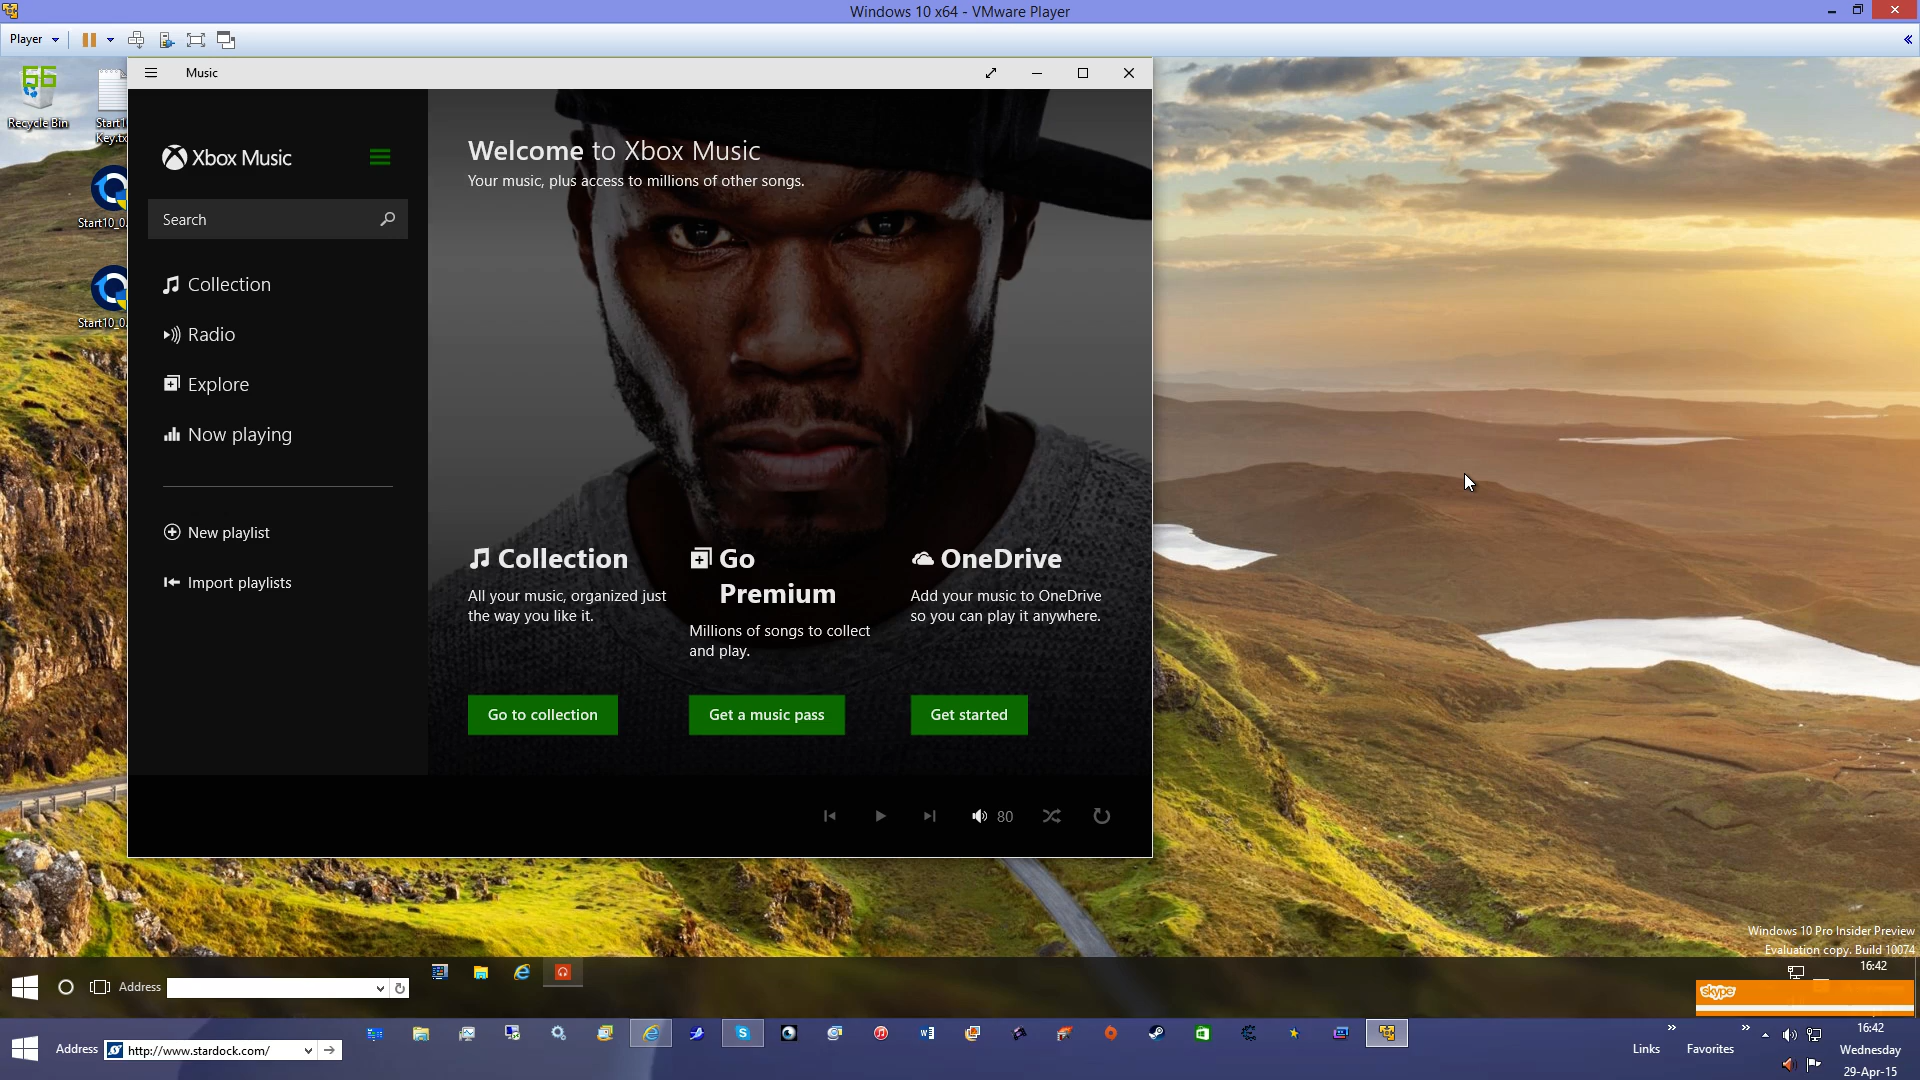 Windows 10 x64 - VMware Player
Player
Music
Recycle Bin
Start1
Key.tx
Start10_0.
Start10_0.
Xbox Music
Search
Collection
Radio
Explore
Now playing
New playlist
Import playlists
Welcome to Xbox Music
Your music, plus access to millions of other songs.
Collection
All your music, organized just
the way you like it.
Go to collection
Go
Premium
Millions of songs to collect
and play.
Get a music pass
OneDrive
Add your music to OneDrive
so you can play it anywhere.
Get started
80
Windows 10 Pro Insider Preview
Evaluation copy. Build 10074
Address
16:42
skype
Address
http://www.stardock.com/
Links
Favorites
16:42
Wednesday
29-Apr-15